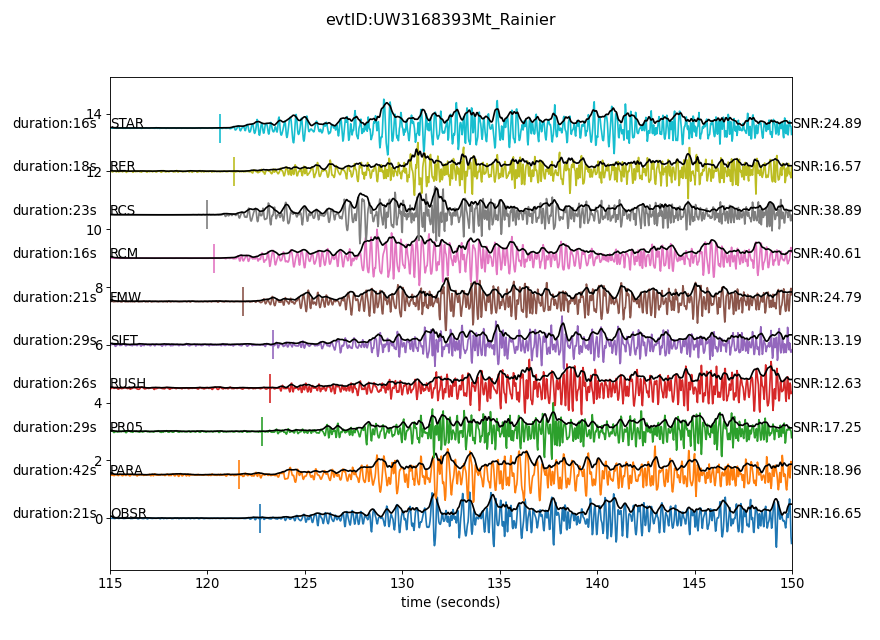 evtID:UW3168393Mt_Rainier
duration:16s STAR SNR:24.89
duration:18s RER SNR:16.57
duration:23s RCS SNR:38.89
duration:16s RCM SNR:40.61
duration:21s EMW SNR:24.79
duration:29s SIFT SNR:13.19
duration:26s RUSH SNR:12.63
duration:29s PR05 SNR:17.25
duration:42s PARA SNR:18.96
duration:21s OBSR SNR:16.65
14
12
10
8
6
4
2
0
115 120 125 130 135 140 145 150
time (seconds)